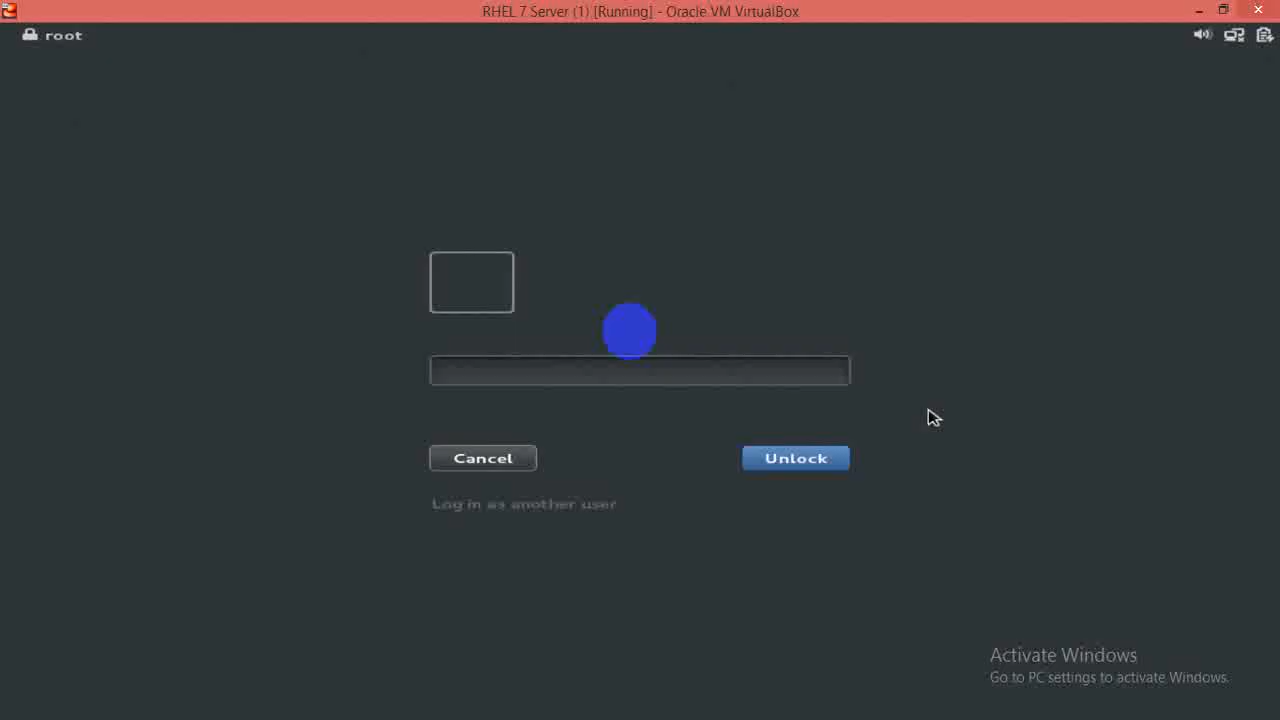 RHEL 7 Server (1) [Running] - Oracle VM VirtualBox
root
Cancel
Unlock
Log in as another user
Activate Windows
Go to PC settings to activate Windows.